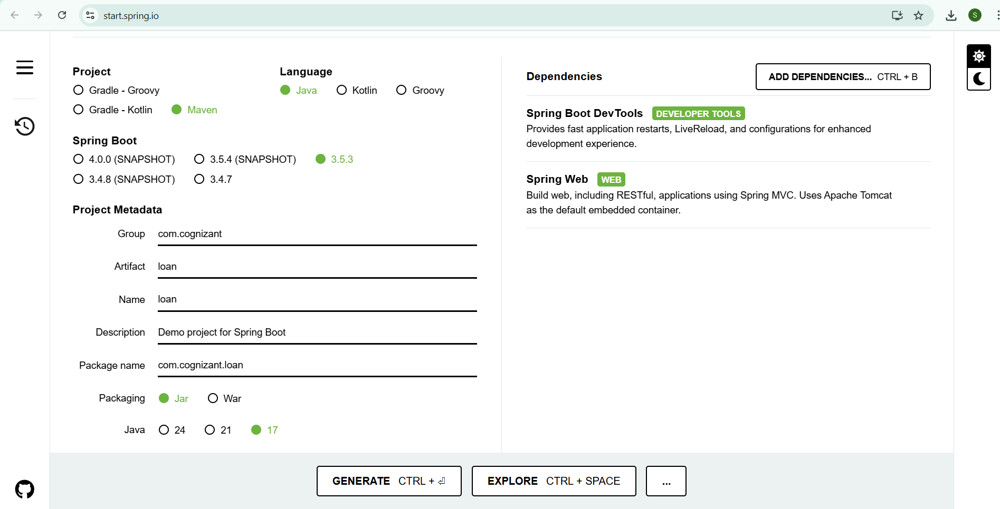 start.spring.io
S
Project
Gradle - Groovy
Gradle - Kotlin Maven
Language
Java Kotlin Groovy
Spring Boot
4.0.0 (SNAPSHOT) 3.5.4 (SNAPSHOT) 3.5.3
3.4.8 (SNAPSHOT) 3.4.7
Project Metadata
Group com.cognizant
Artifact loan
Name loan
Description Demo project for Spring Boot
Package name com.cognizant.loan
Packaging Jar War
Java 24 21 17
Dependencies
ADD DEPENDENCIES... CTRL + B
Spring Boot DevTools DEVELOPER TOOLS
Provides fast application restarts, LiveReload, and configurations for enhanced
development experience.
Spring Web WEB
Build web, including RESTful, applications using Spring MVC. Uses Apache Tomcat
as the default embedded container.
GENERATE CTRL + ⏎
EXPLORE CTRL + SPACE
...